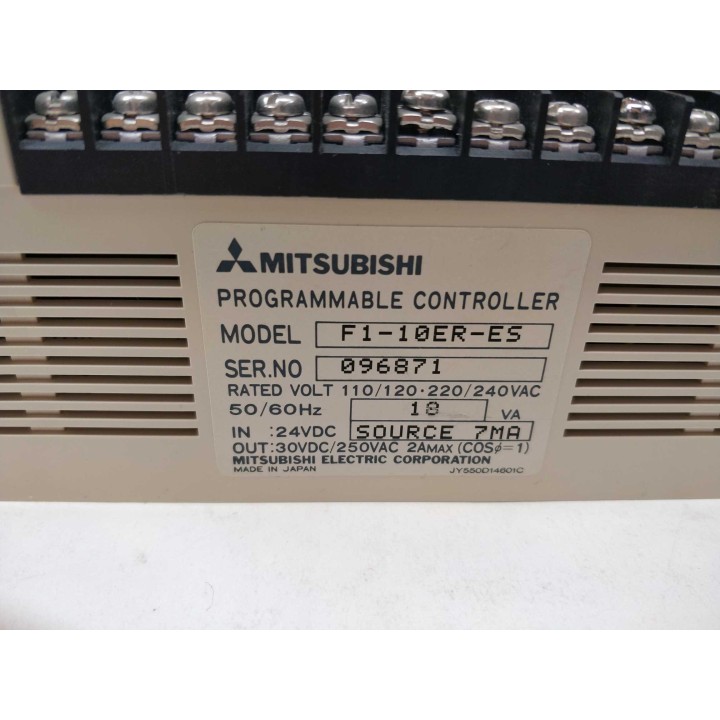 MITSUBISHI
PROGRAMMABLE CONTROLLER
MODEL F1-10ER-ES
SER.NO 096871
RATED VOLT 110/120·220/240VAC
50/60Hz 18 VA
IN :24VDC SOURCE 7MA
OUT:30VDC/250VAC 2AMAX (COSφ=1)
MITSUBISHI ELECTRIC CORPORATION
MADE IN JAPAN JY550D14601C